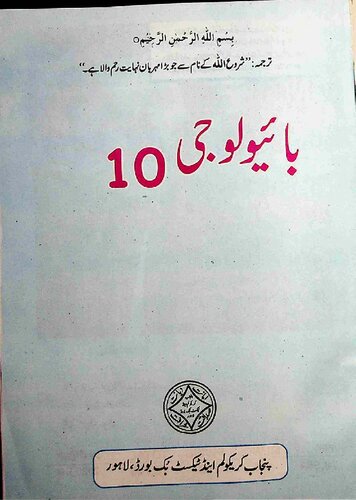 بِسْمِ اللّٰهِ الرَّحْمٰنِ الرَّحِيْمِ
ترجمہ: ”شروع اللہ کے نام سے جو بڑا مہربان نہایت رحم والا ہے۔“
بائیولوجی 10
پنجاب کریکولم اینڈ ٹیکسٹ بک بورڈ، لاہور